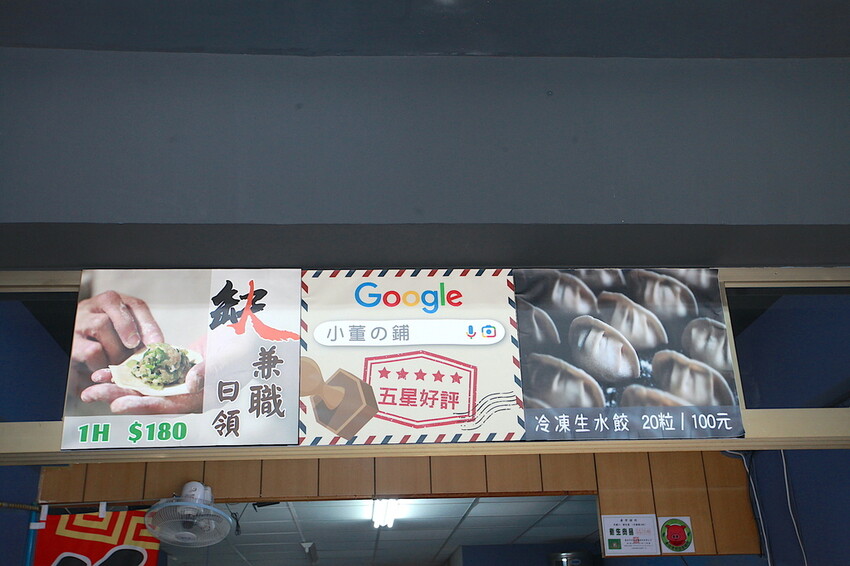 缺
兼職
日領
1H $180
Google
小董の鋪
五星好評
冷凍生水餃 20粒/100元